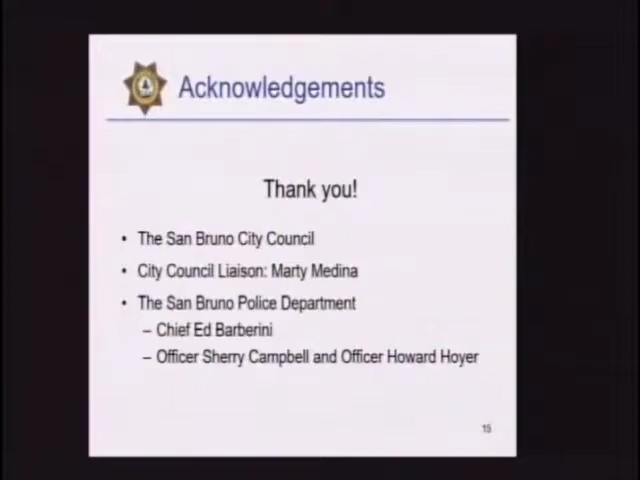 Acknowledgements
Thank you!
• The San Bruno City Council
• City Council Liaison: Marty Medina
• The San Bruno Police Department
– Chief Ed Barberini
– Officer Sherry Campbell and Officer Howard Hoyer
15